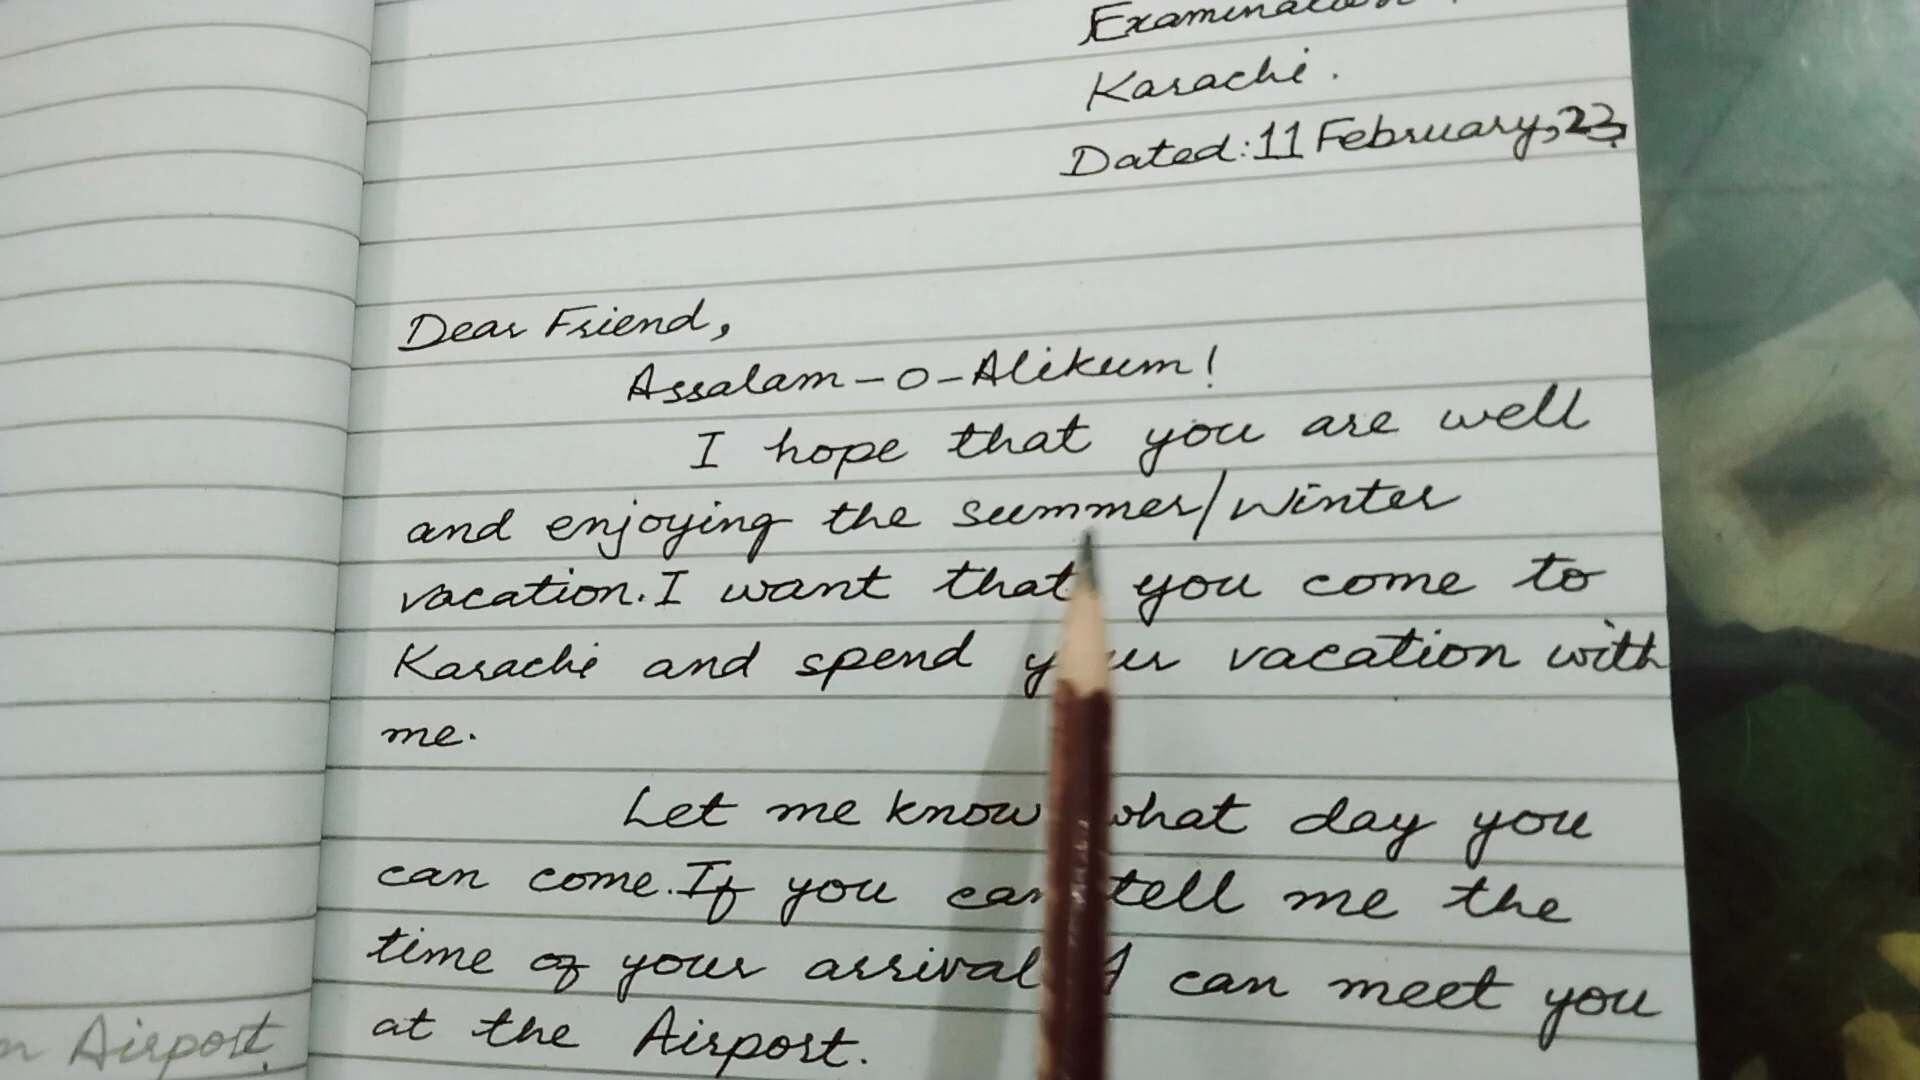 Karachi.
Dated: 11 February, 23
Dear Friend,
Assalam-o-Alikum!
I hope that you are well
and enjoying the summer/winter
vacation. I want that you come to
Karachi and spend your vacation with
me.
Let me know what day you
can come. If you can tell me the
time of your arrival I can meet you
at the Airport.
Airport.